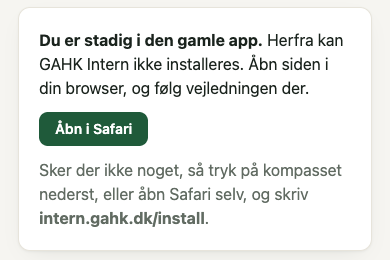 Du er stadig i den gamle app. Herfra kan
GAHK Intern ikke installeres. Åbn siden i
din browser, og følg vejledningen der.
Åbn i Safari
Sker der ikke noget, så tryk på kompasset
nederst, eller åbn Safari selv, og skriv
intern.gahk.dk/install.